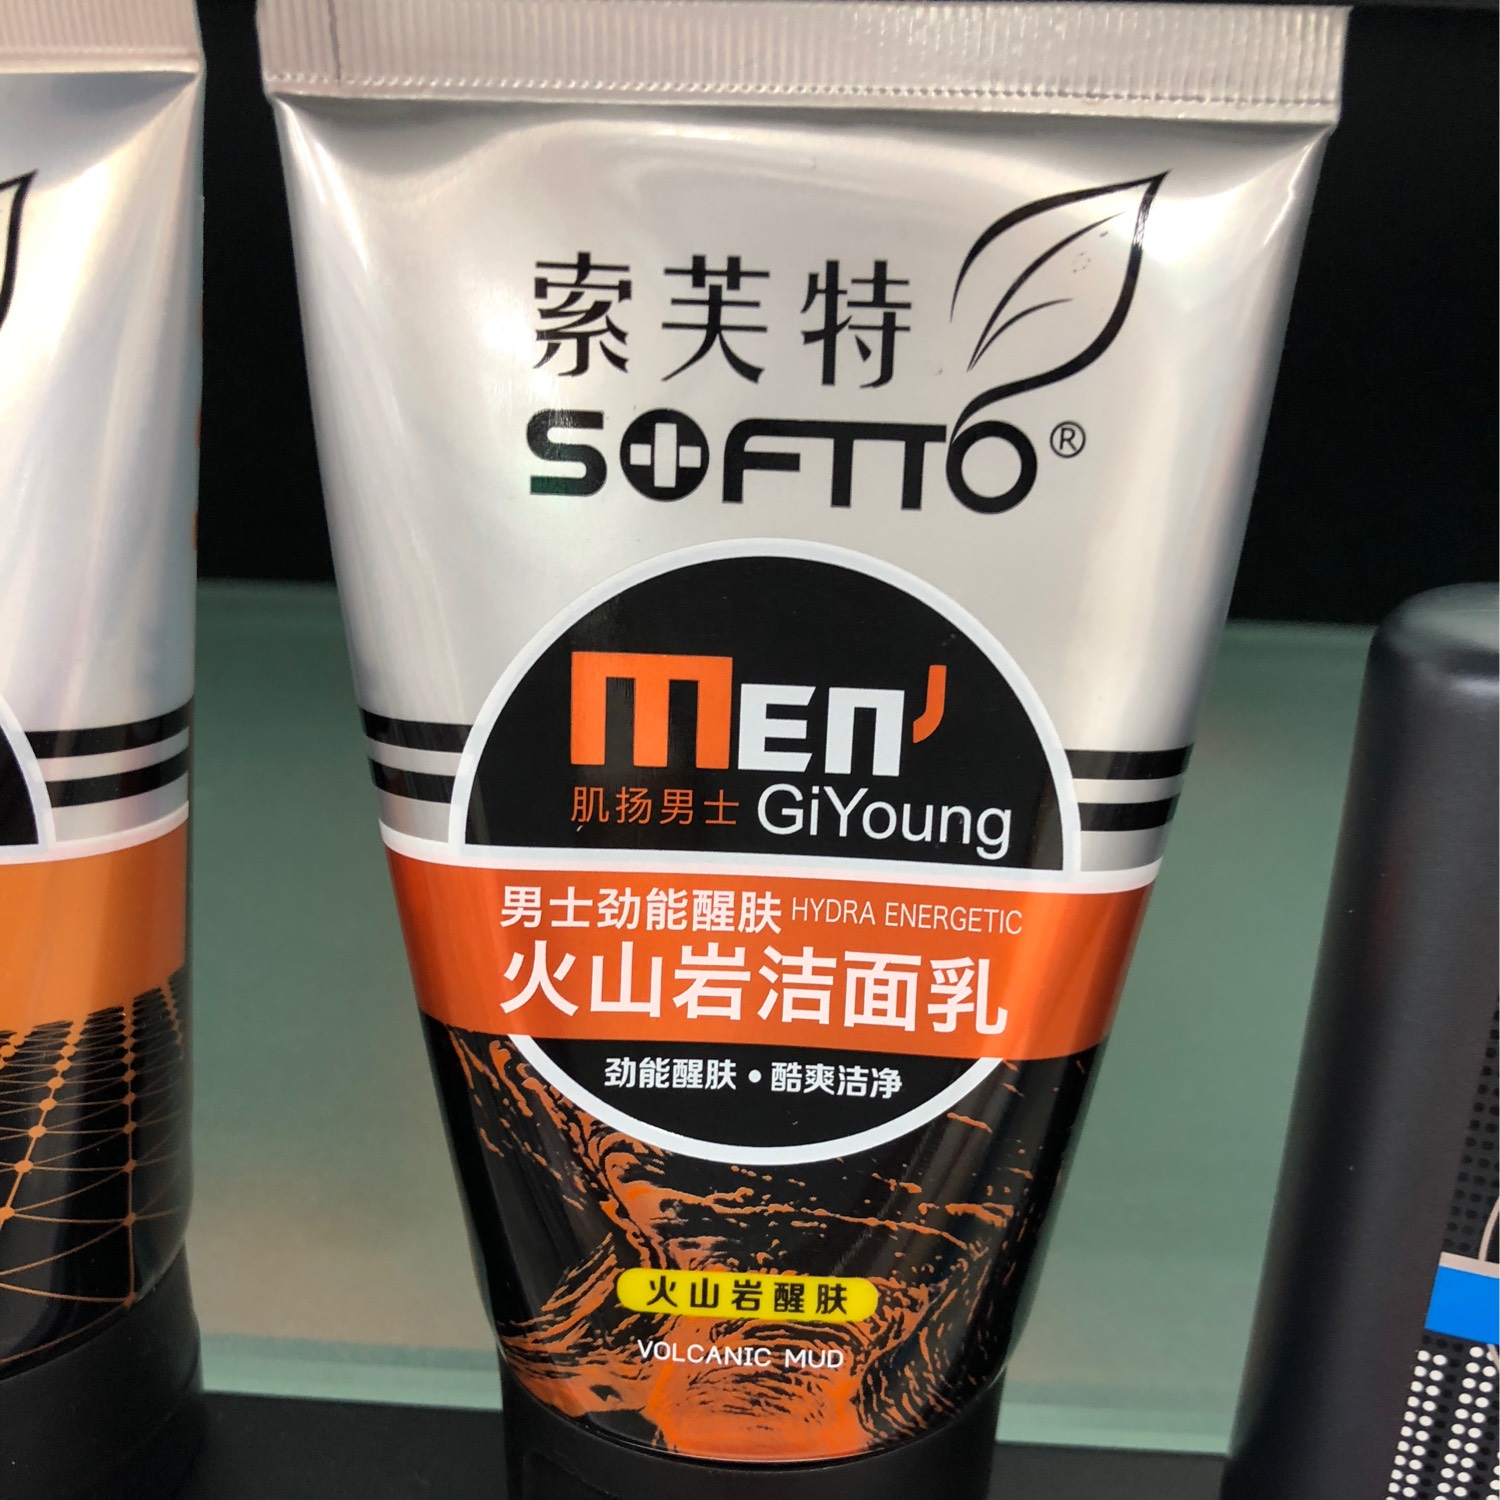 索芙特
SOFTTO®
MEN'
肌扬男士 GiYoung
男士劲能醒肤 HYDRA ENERGETIC
火山岩洁面乳
劲能醒肤·酷爽洁净
火山岩醒肤
VOLCANIC MUD